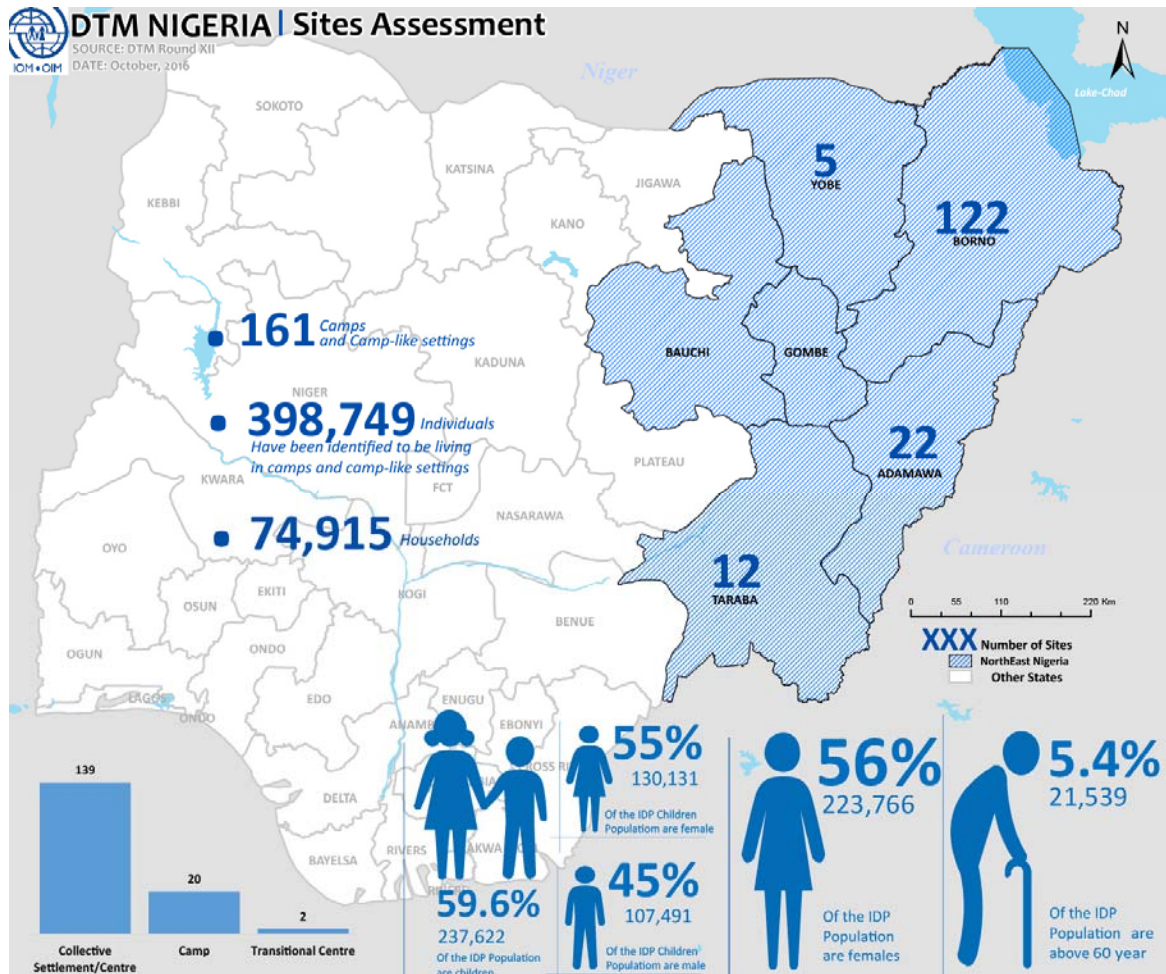 DTM NIGERIA | Sites Assessment
SOURCE: DTM Round XII
DATE: October, 2016
IOM • OIM
N
Niger
Lake-Chad
SOKOTO
KEBBI
KATSINA
JIGAWA
KANO
5
YOBE
122
BORNO
161 Camps
and Camp-like settings
KADUNA
BAUCHI
GOMBE
NIGER
398,749 Individuals
Have been identified to be living
in camps and camp-like settings
KWARA
FCT
PLATEAU
22
ADAMAWA
74,915 Households
NASARAWA
Cameroon
OYO
12
TARABA
OSUN
EKITI
KOGI
BENUE
0 55 110 220 Km
XXX Number of Sites
NorthEast Nigeria
Other States
OGUN
ONDO
LAGOS
ONDO
EDO
ENUGU
ANAMB
EBONYI
ROSS RI
DELTA
BAYELSA
RIVERS
AKWA
139
20
2
Collective
Settlement/Centre
Camp
Transitional Centre
59.6%
237,622
Of the IDP Population
are children
55%
130,131
Of the IDP Children
Populatiom are female
45%
107,491
Of the IDP Children
Populatiom are male
56%
223,766
Of the IDP
Population
are females
5.4%
21,539
Of the IDP
Population are
above 60 year